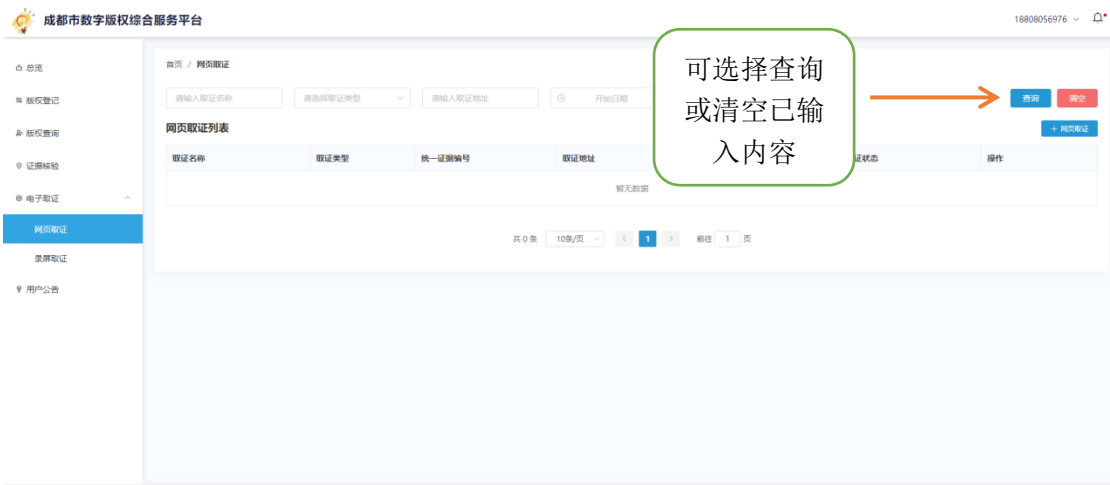 成都市数字版权综合服务平台
18808056976
总览
版权登记
版权查询
证据核验
电子取证
网页取证
录屏取证
用户公告
首页 / 网页取证
请输入取证名称
请选择取证类型
请输入取证地址
开始日期
可选择查询
或清空已输
入内容
查询
清空
网页取证列表
+ 网页取证
取证名称
取证类型
统一证据编号
取证地址
证状态
操作
暂无数据
共 0 条
10条/页
1
前往 1 页